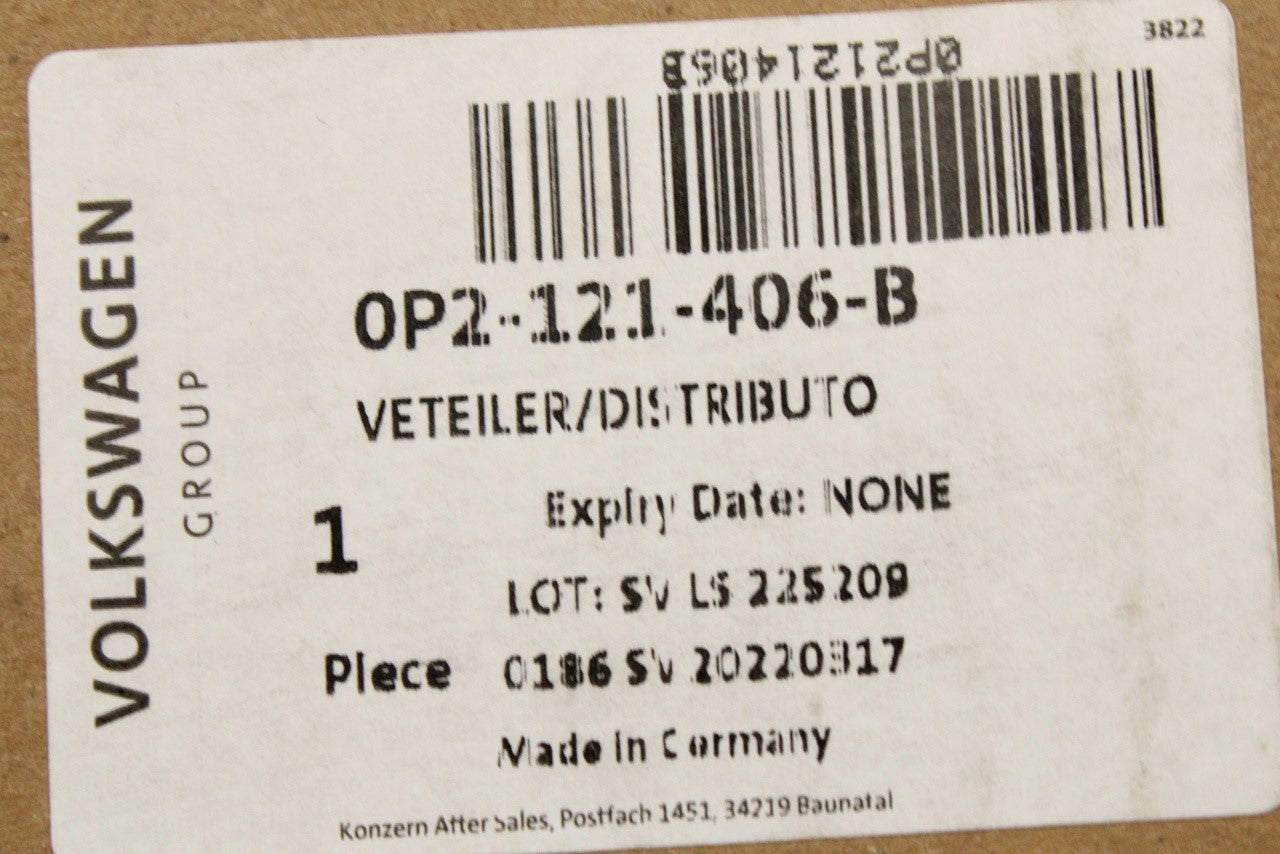 3822
0P2121406B
0P2-121-406-B
VETEILER/DISTRIBUTO
Expiry Date: NONE
1
LOT: SV LS 225209
Piece 0186 SV 20220317
Made in Germany
Konzern After Sales, Postfach 1451, 34219 Baunatal
VOLKSWAGEN
GROUP